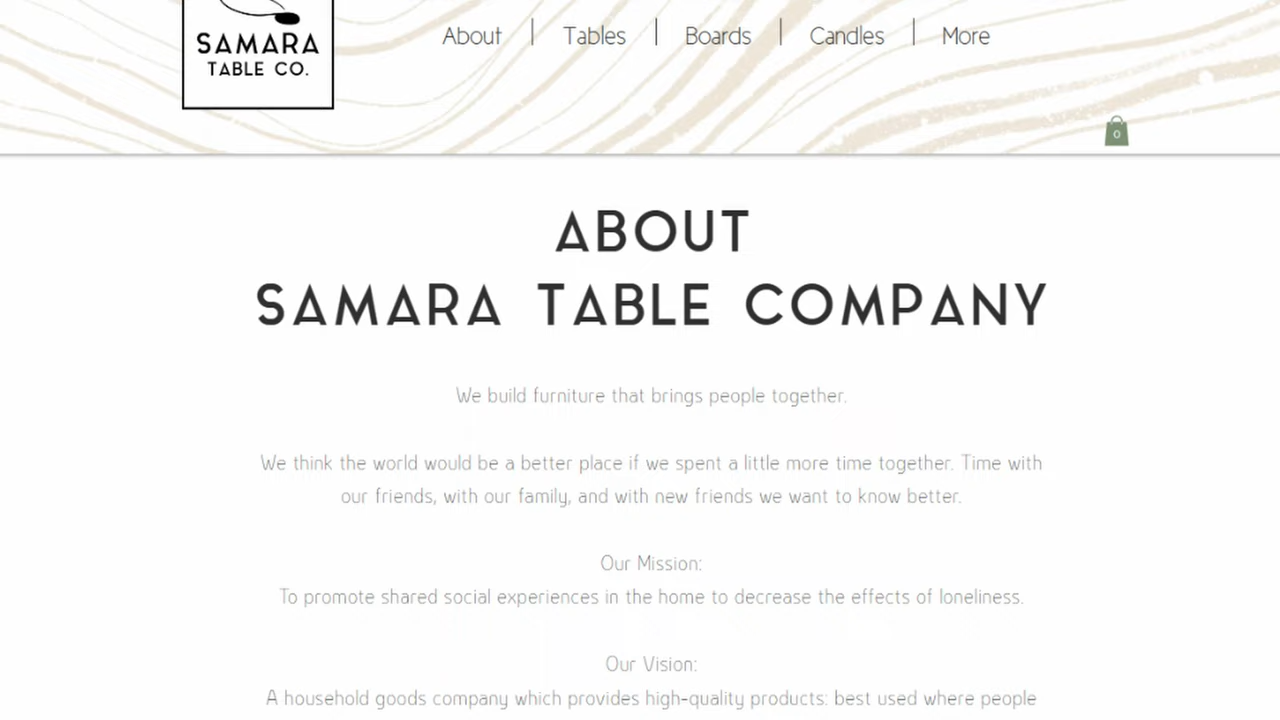 SAMARA
TABLE CO.
About
Tables
Boards
Candles
More
0
ABOUT
SAMARA TABLE COMPANY
We build furniture that brings people together.
We think the world would be a better place if we spent a little more time together. Time with
our friends, with our family, and with new friends we want to know better.
Our Mission:
To promote shared social experiences in the home to decrease the effects of loneliness.
Our Vision:
A household goods company which provides high-quality products: best used where people